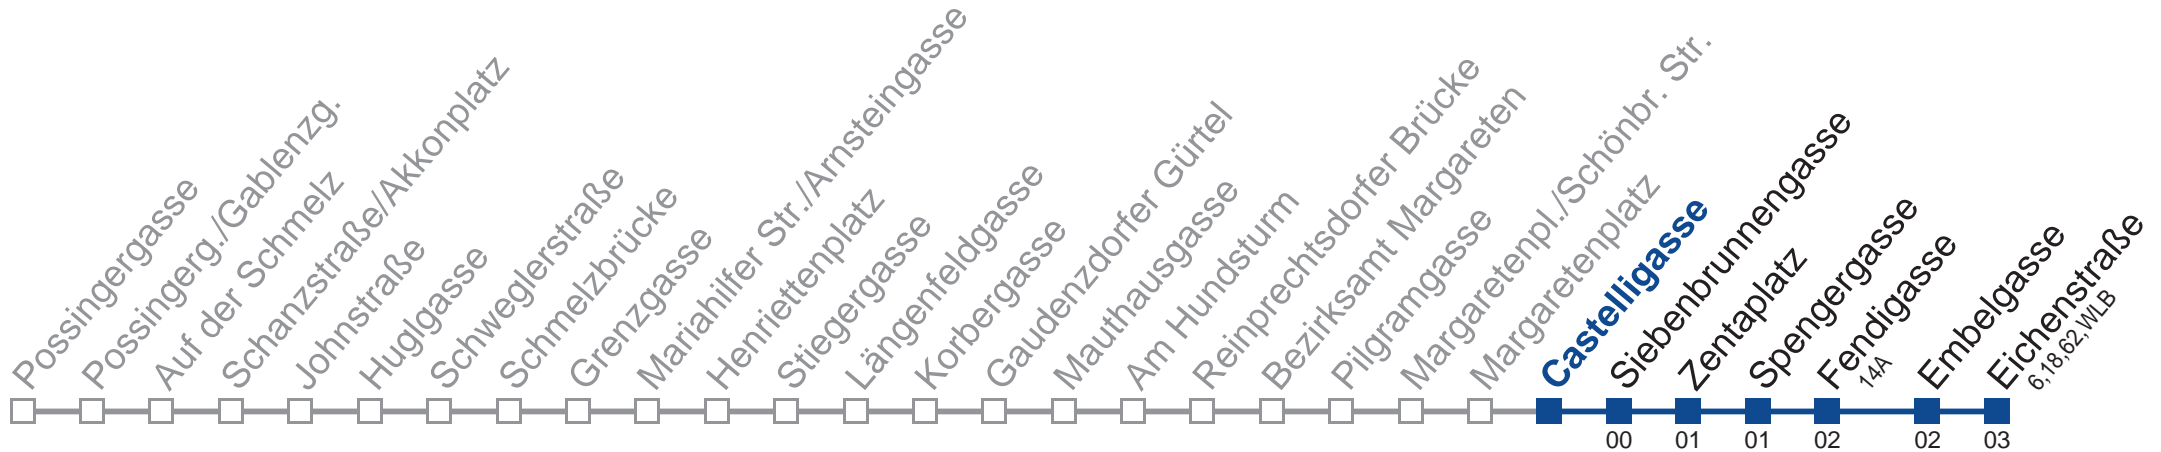 Possingergasse
Possingerg./Gablenzg.
Auf der Schmelz
Schanzstraße/Akkonplatz
Johnstraße
Huglgasse
Schweglerstraße
Schmelzbrücke
Grenzgasse
Mariahilfer Str./Arnsteingasse
Henriettenplatz
Stiegergasse
Längenfeldgasse
Korbergasse
Gaudenzdorfer Gürtel
Mauthausgasse
Am Hundsturm
Reinprechtsdorfer Brücke
Bezirksamt Margareten
Pilgramgasse
Margaretenpl./Schönbr. Str.
Margaretenplatz
Castelligasse
Siebenbrunnengasse
Zentaplatz
Spengergasse
Fendigasse
14A
Embelgasse
Eichenstraße
6,18,62,WLB
00 01 01 02 02 03